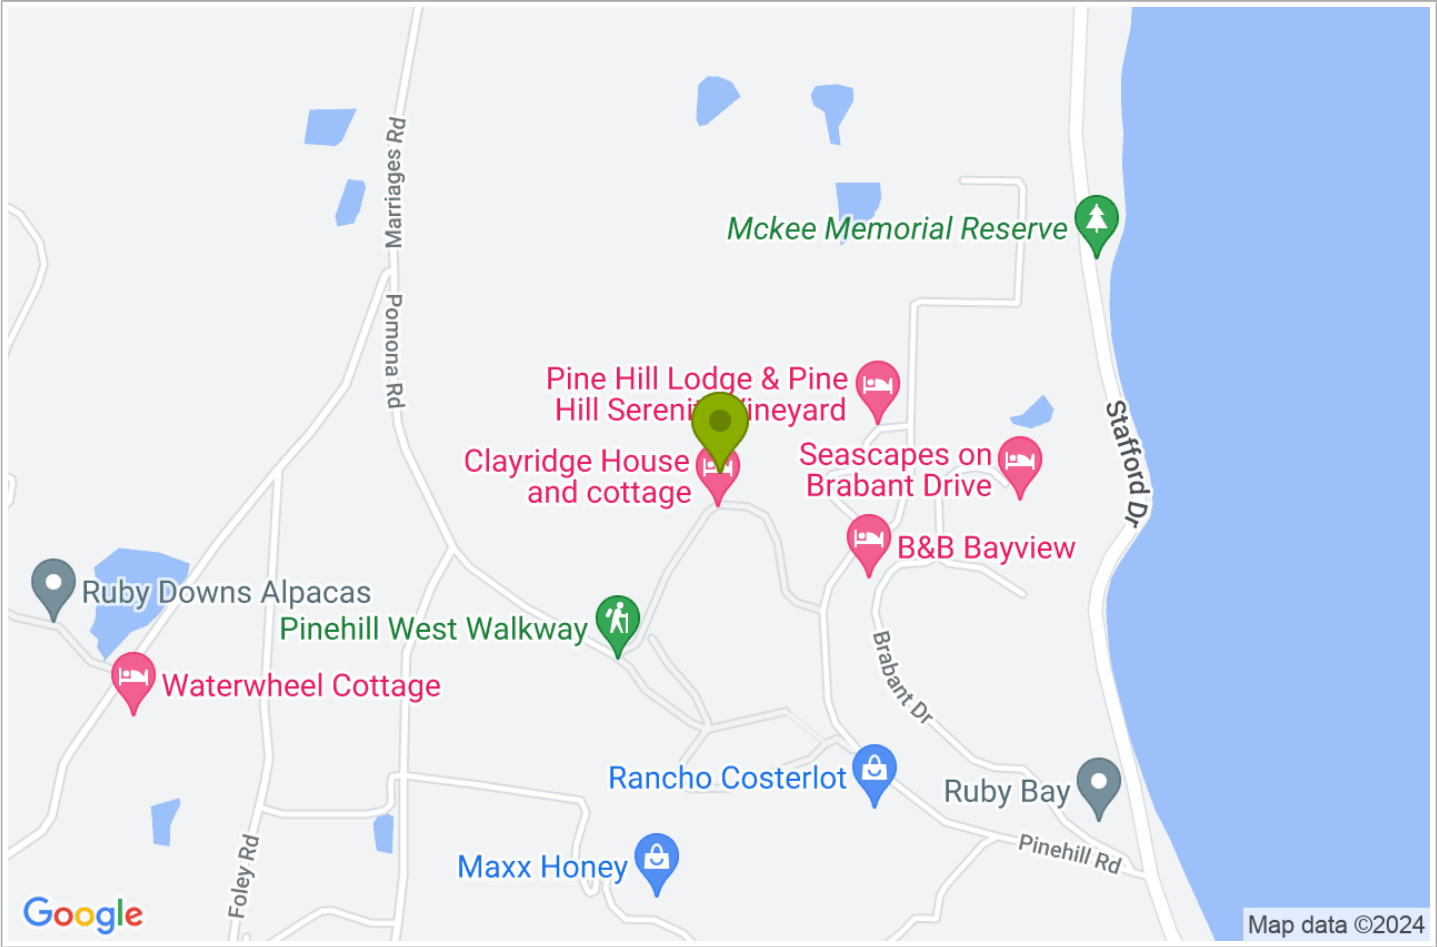 Marriages Rd
Mckee Memorial Reserve
Pomona Rd
Pine Hill Lodge & Pine
Hill Serenity Vineyard
Stafford Dr
Clayridge House
and cottage
Seascapes on
Brabant Drive
B&B Bayview
Ruby Downs Alpacas
Pinehill West Walkway
Waterwheel Cottage
Brabant Dr
Rancho Costerlot
Ruby Bay
Foley Rd
Maxx Honey
Pinehill Rd
Google
Map data ©2024